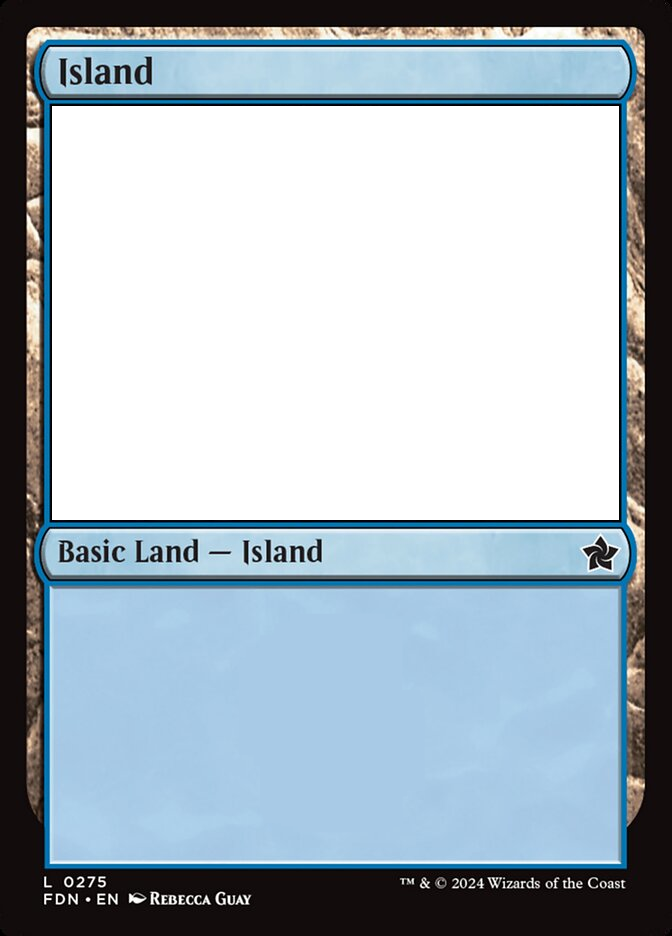 Island
Basic Land — Island
L 0275
FDN • EN Rebecca Guay
™ & © 2024 Wizards of the Coast